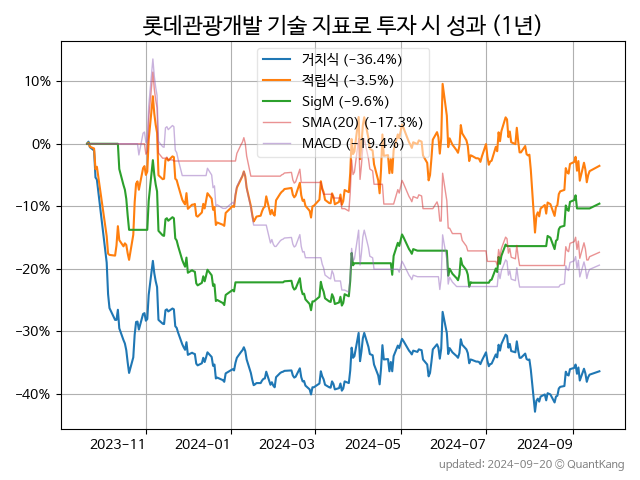 롯데관광개발 기술 지표로 투자 시 성과 (1년)
거치식 (−36.4%)
적립식 (−3.5%)
SigM (−9.6%)
SMA(20) (−17.3%)
MACD (−19.4%)
10%
0%
−10%
−20%
−30%
−40%
2023−11 2024−01 2024−03 2024−05 2024−07 2024−09
updated: 2024−09−20 © QuantKang